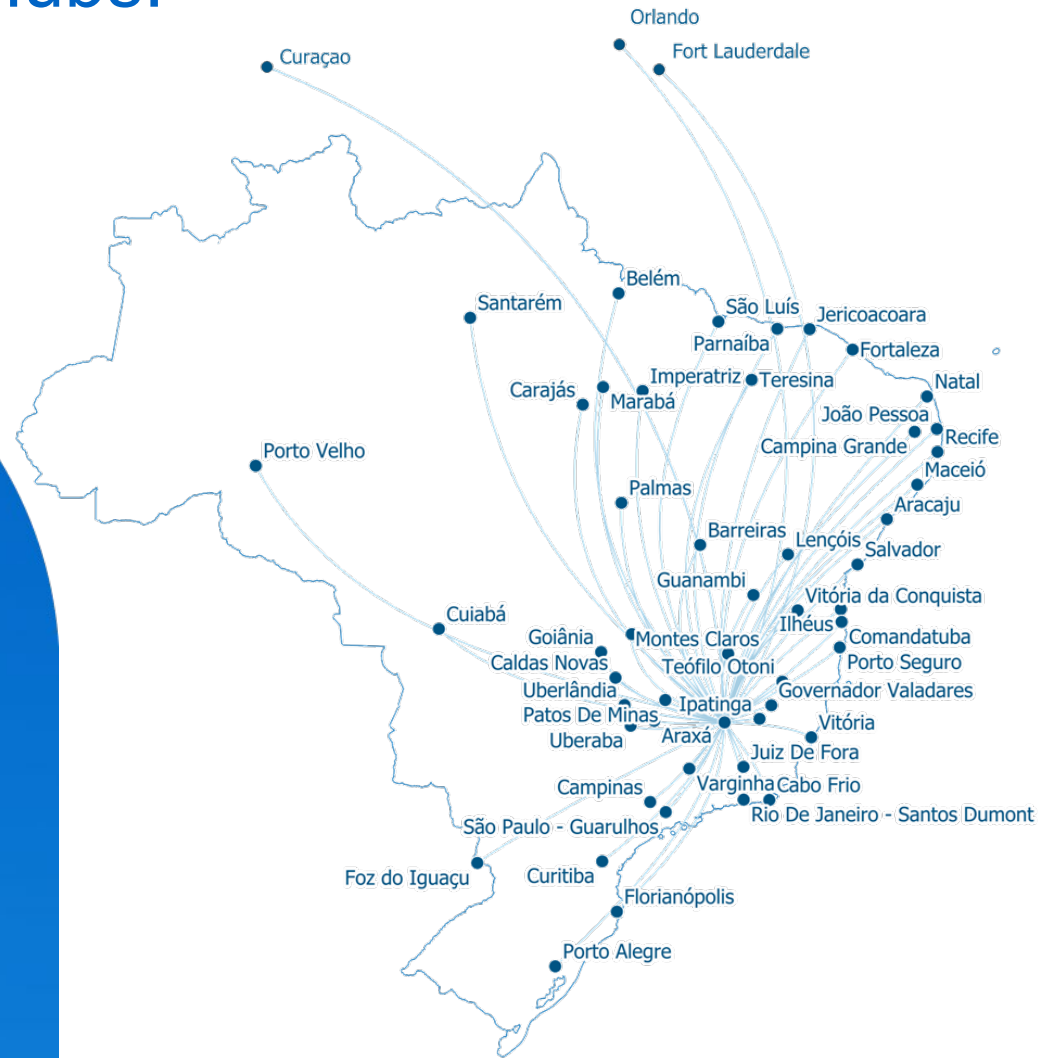 Orlando
Curaçao
Fort Lauderdale
Belém
Santarém
São Luís
Jericoacoara
Parnaíba
Fortaleza
Imperatriz
Teresina
Carajás
Marabá
Natal
João Pessoa
Recife
Campina Grande
Porto Velho
Maceió
Palmas
Aracaju
Barreiras
Lençóis
Salvador
Guanambi
Vitória da Conquista
Cuiabá
Ilhéus
Goiânia
Montes Claros
Comandatuba
Caldas Novas
Teófilo Otoni
Porto Seguro
Uberlândia
Governador Valadares
Ipatinga
Patos De Minas
Vitória
Uberaba
Araxá
Juiz De Fora
Campinas
Varginha
Cabo Frio
Rio De Janeiro - Santos Dumont
São Paulo - Guarulhos
Foz do Iguaçu
Curitiba
Florianópolis
Porto Alegre